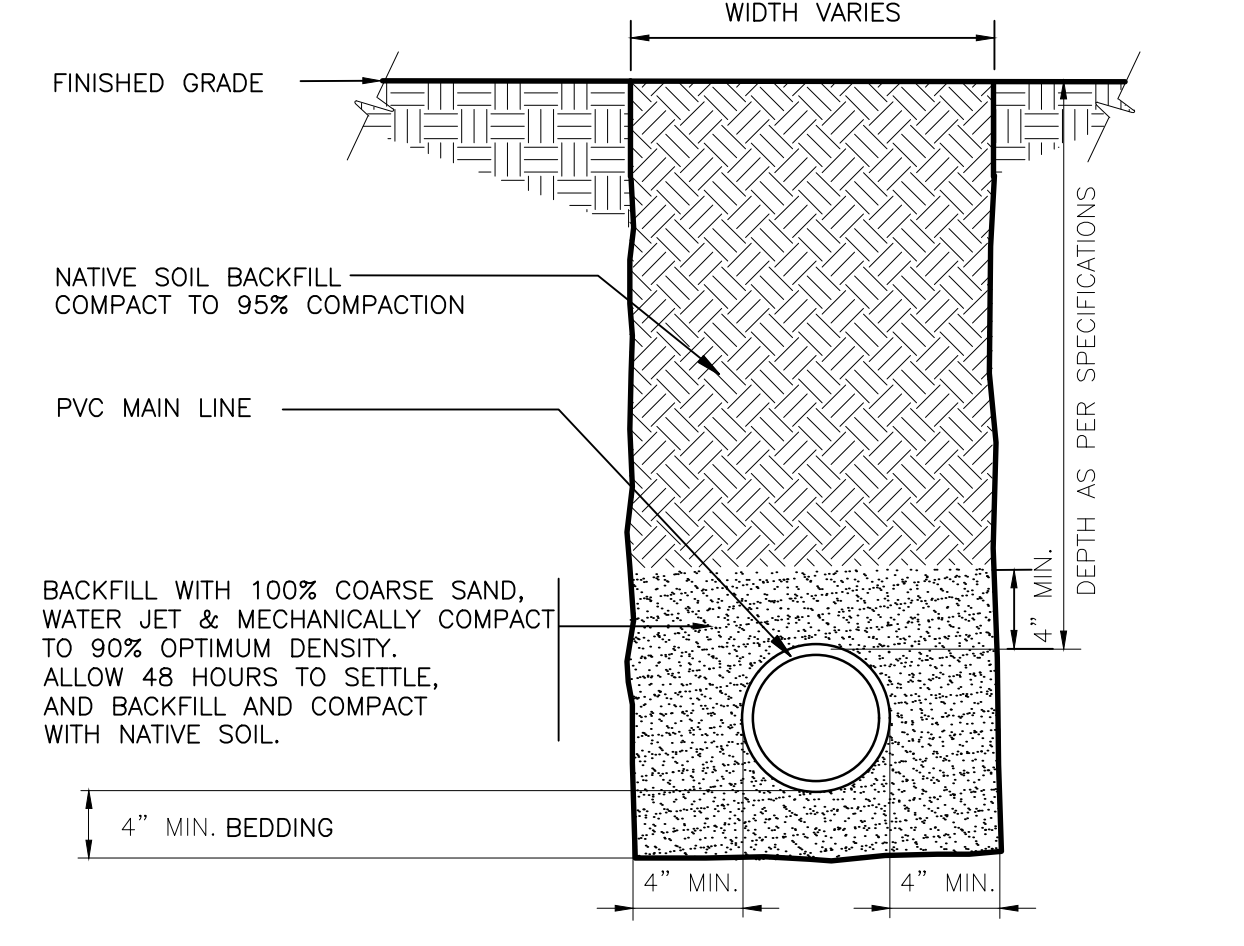 WIDTH VARIES
FINISHED GRADE
NATIVE SOIL BACKFILL
COMPACT TO 95% COMPACTION
DEPTH AS PER SPECIFICATIONS
PVC MAIN LINE
4" MIN.
BACKFILL WITH 100% COARSE SAND,
WATER JET & MECHANICALLY COMPACT
TO 90% OPTIMUM DENSITY.
ALLOW 48 HOURS TO SETTLE,
AND BACKFILL AND COMPACT
WITH NATIVE SOIL.
4" MIN. BEDDING
4" MIN.
4" MIN.